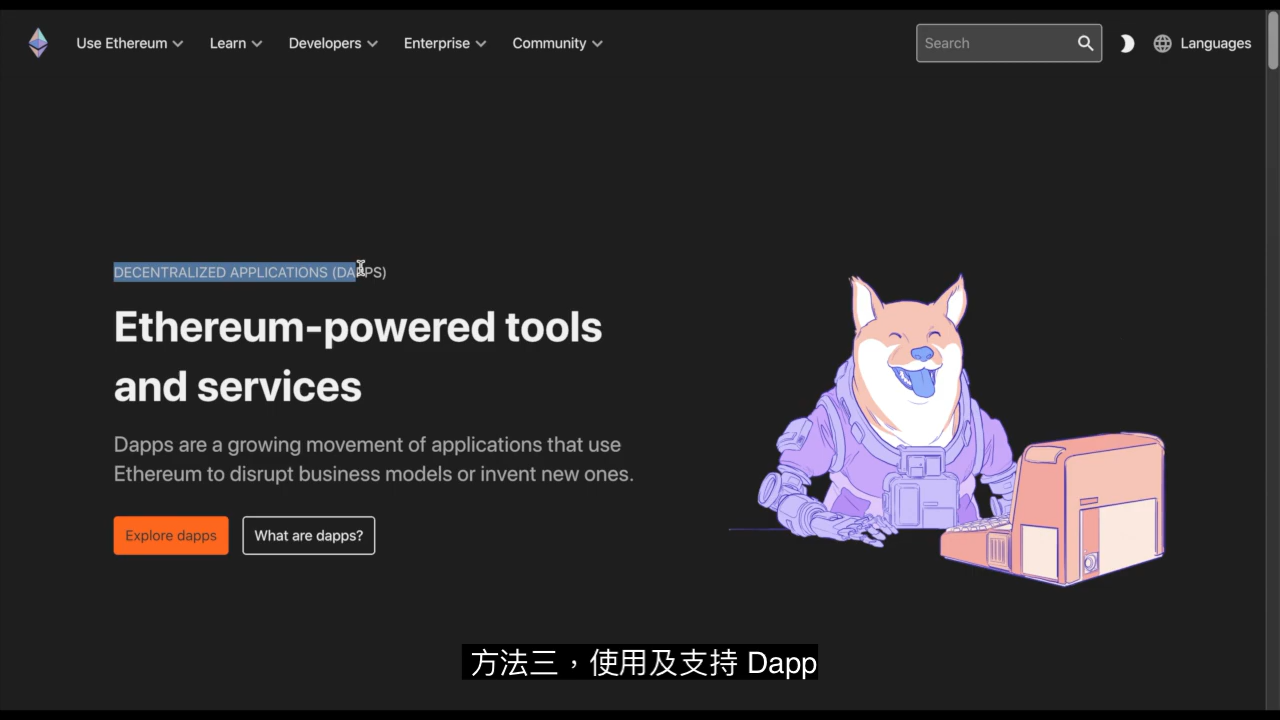 Use Ethereum
Learn
Developers
Enterprise
Community
Search
Languages
DECENTRALIZED APPLICATIONS (DAPPS)
Ethereum-powered tools
and services
Dapps are a growing movement of applications that use
Ethereum to disrupt business models or invent new ones.
Explore dapps
What are dapps?
方法三，使用及支持 Dapp